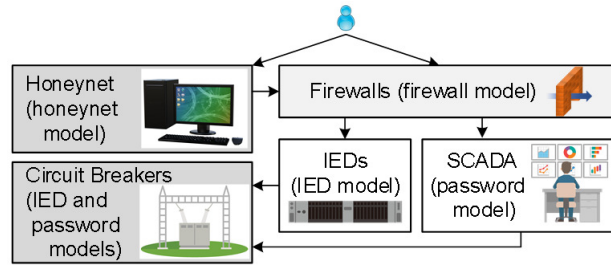 Honeynet
(honeynet
model)
Firewalls (firewall model)
IEDs
(IED model)
SCADA
(password
model)
Circuit Breakers
(IED and
password
models)